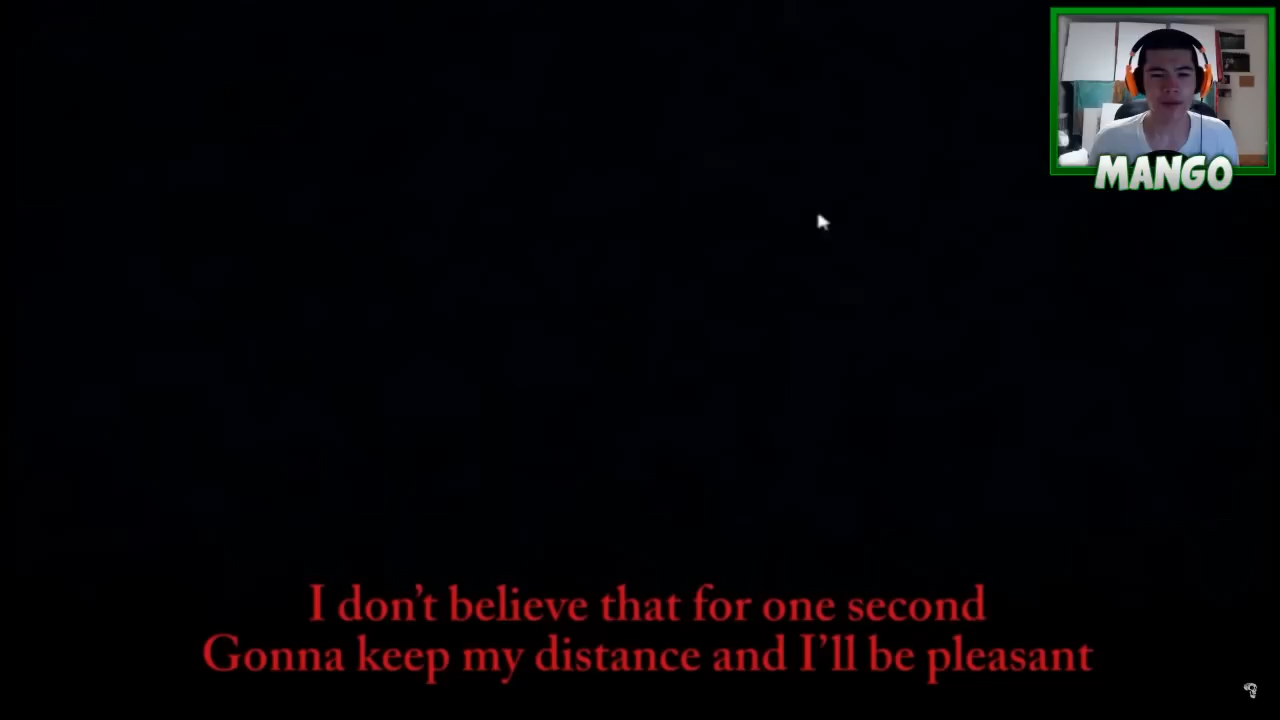 MANGO
I don't believe that for one second
Gonna keep my distance and I'll be pleasant